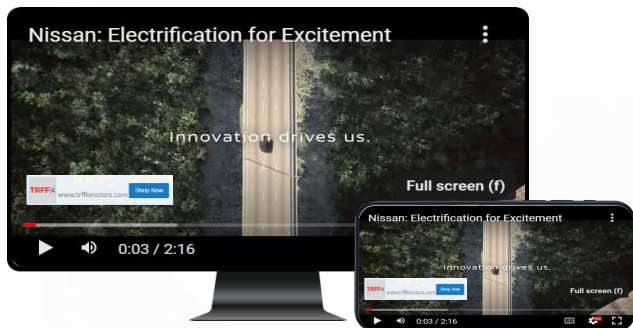 Nissan: Electrification for Excitement
Innovation drives us.
TRFFK www.trffkmotors.com Shop Now
Full screen (f)
0:03 / 2:16
Nissan: Electrification for Excitement
Innovation drives us.
TRFFK www.trffkmotors.com Shop Now
Full screen (f)
0:03 / 2:16
CC